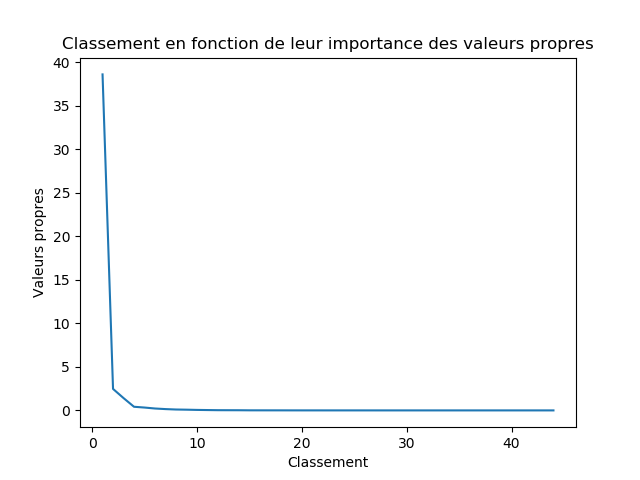 Classement en fonction de leur importance des valeurs propres
40
35
30
25
20
15
10
5
0
Valeurs propres
0 10 20 30 40
Classement